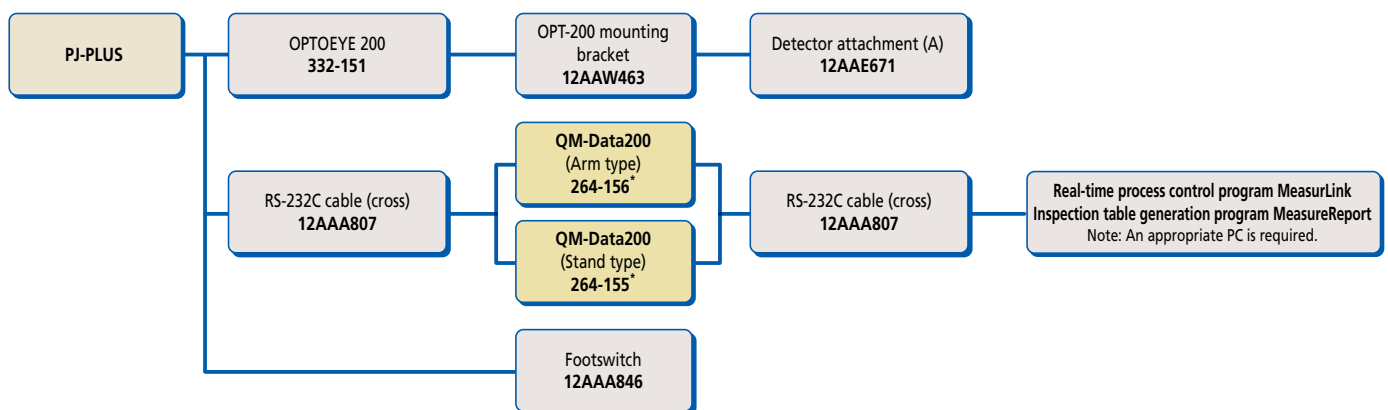 PJ-PLUS
OPTOEYE 200
332-151
OPT-200 mounting
bracket
12AAW463
Detector attachment (A)
12AAE671
RS-232C cable (cross)
12AAA807
QM-Data200
(Arm type)
264-156*
QM-Data200
(Stand type)
264-155*
RS-232C cable (cross)
12AAA807
Real-time process control program MeasurLink
Inspection table generation program MeasureReport
Note: An appropriate PC is required.
Footswitch
12AAA846